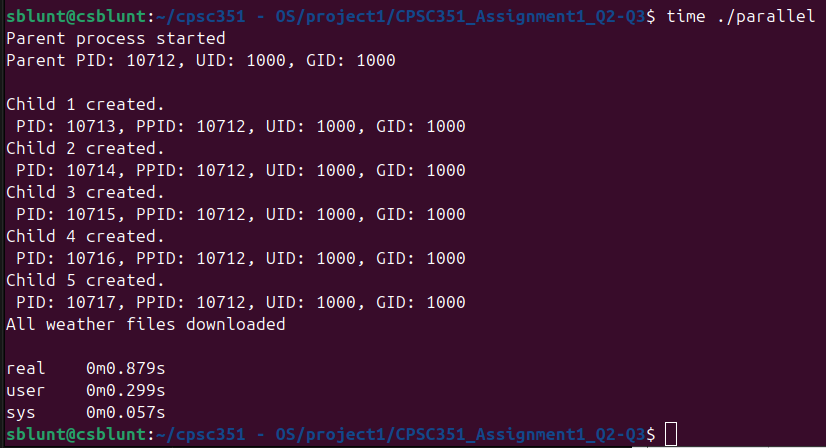 sblunt@csblunt:~/cpsc351 - OS/project1/CPSC351_Assignment1_Q2-Q3$ time ./parallel
Parent process started
Parent PID: 10712, UID: 1000, GID: 1000
Child 1 created.
 PID: 10713, PPID: 10712, UID: 1000, GID: 1000
Child 2 created.
 PID: 10714, PPID: 10712, UID: 1000, GID: 1000
Child 3 created.
 PID: 10715, PPID: 10712, UID: 1000, GID: 1000
Child 4 created.
 PID: 10716, PPID: 10712, UID: 1000, GID: 1000
Child 5 created.
 PID: 10717, PPID: 10712, UID: 1000, GID: 1000
All weather files downloaded
real    0m0.879s
user    0m0.299s
sys     0m0.057s
sblunt@csblunt:~/cpsc351 - OS/project1/CPSC351_Assignment1_Q2-Q3$